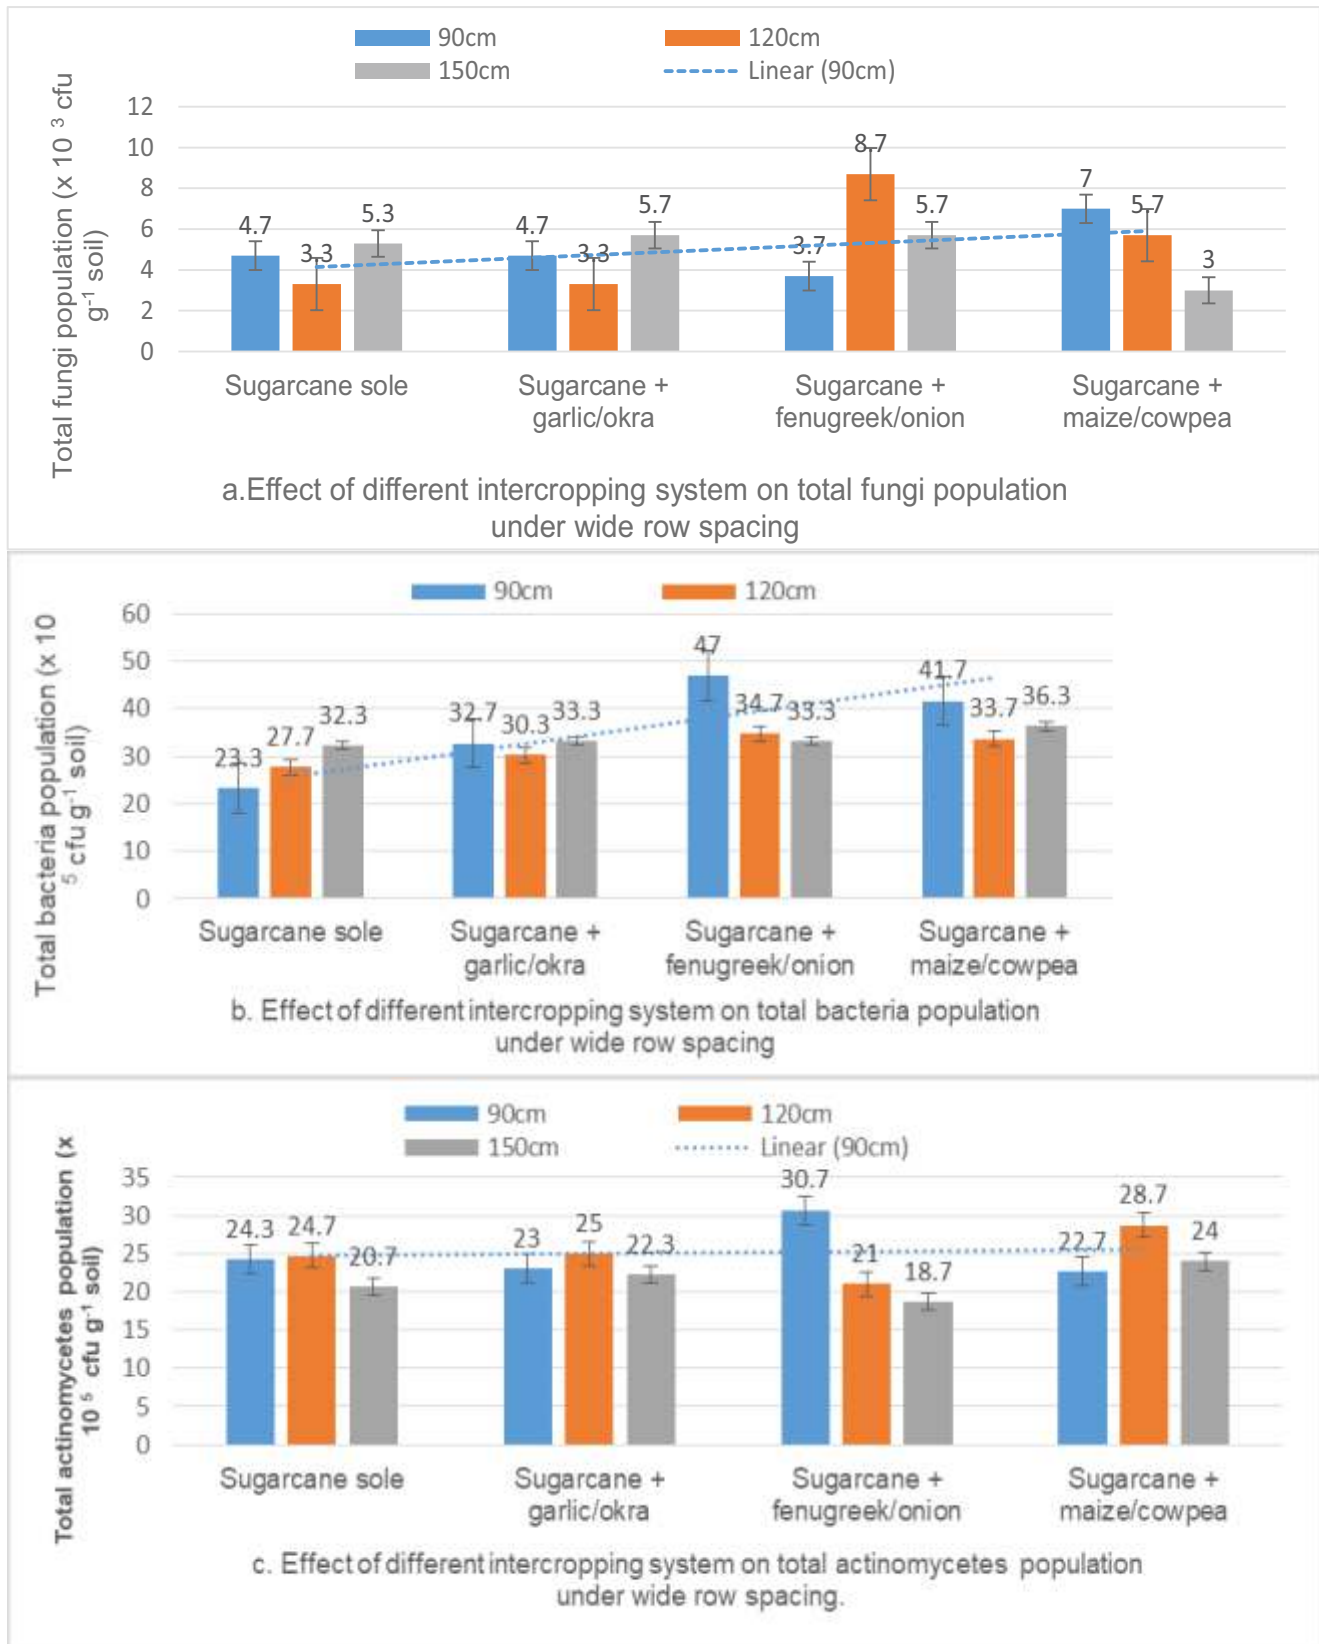 90cm 120cm
150cm Linear (90cm)
Total fungi population (x 10 ³ cfu
g⁻¹ soil)
12
10
8
6
4
2
0
4.7 3.3 5.3 4.7 3.3 5.7 3.7 8.7 5.7 7 5.7 3
Sugarcane sole Sugarcane + Sugarcane + Sugarcane +
garlic/okra fenugreek/onion maize/cowpea
a.Effect of different intercropping system on total fungi population
under wide row spacing
90cm 120cm
Total bacteria population (x 10
⁵ cfu g⁻¹ soil)
60
50
40
30
20
10
0
23.3 27.7 32.3 32.7 30.3 33.3 47 34.7 33.3 41.7 33.7 36.3
Sugarcane sole Sugarcane + Sugarcane + Sugarcane +
garlic/okra fenugreek/onion maize/cowpea
b. Effect of different intercropping system on total bacteria population
under wide row spacing
90cm 120cm
150cm Linear (90cm)
Total actinomycetes population (x
10 ⁵ cfu g⁻¹ soil)
35
30
25
20
15
10
5
0
24.3 24.7 20.7 23 25 22.3 30.7 21 18.7 22.7 28.7 24
Sugarcane sole Sugarcane + Sugarcane + Sugarcane +
garlic/okra fenugreek/onion maize/cowpea
c. Effect of different intercropping system on total actinomycetes population
under wide row spacing.